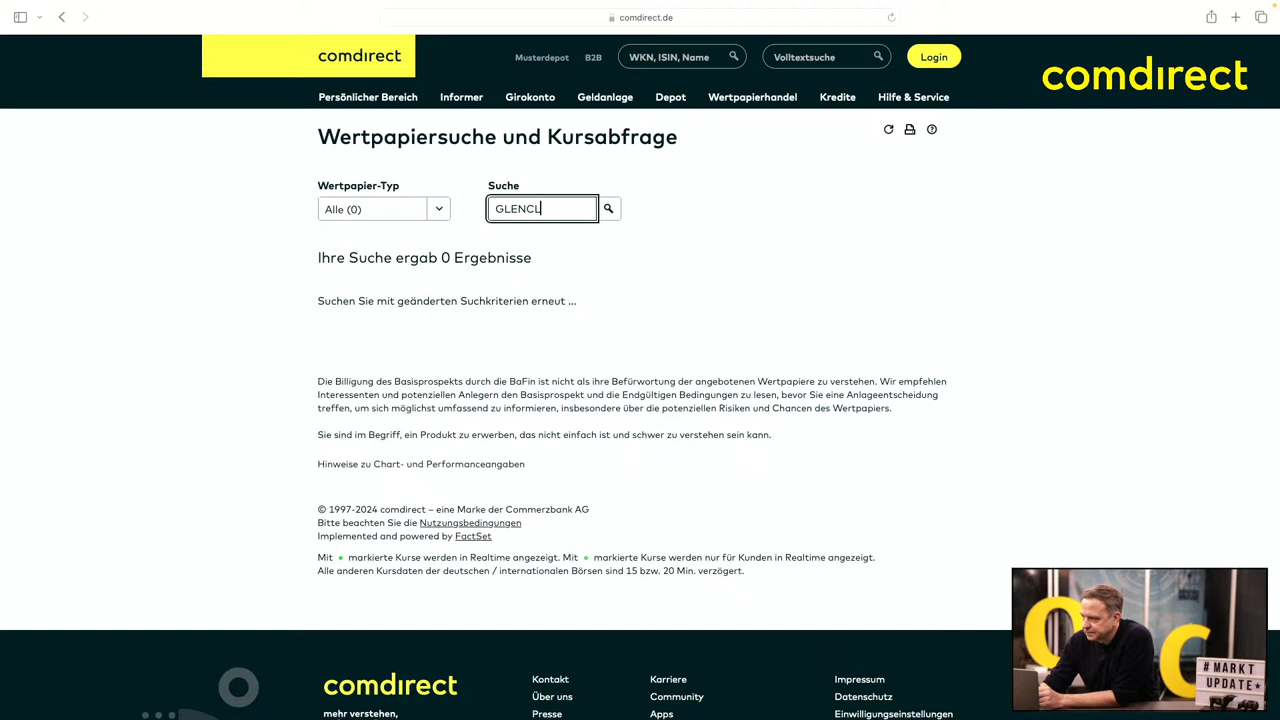 comdirect.de
comdirect
Musterdepot
B2B
WKN, ISIN, Name
Volltextsuche
Login
comdirect
Persönlicher Bereich
Informer
Girokonto
Geldanlage
Depot
Wertpapierhandel
Kredite
Hilfe & Service
Wertpapiersuche und Kursabfrage
Wertpapier-Typ
Suche
Alle (0)
GLENCL
Ihre Suche ergab 0 Ergebnisse
Suchen Sie mit geänderten Suchkriterien erneut ...
Die Billigung des Basisprospekts durch die BaFin ist nicht als ihre Befürwortung der angebotenen Wertpapiere zu verstehen. Wir empfehlen
Interessenten und potenziellen Anlegern den Basisprospekt und die Endgültigen Bedingungen zu lesen, bevor Sie eine Anlageentscheidung
treffen, um sich möglichst umfassend zu informieren, insbesondere über die potenziellen Risiken und Chancen des Wertpapiers.
Sie sind im Begriff, ein Produkt zu erwerben, das nicht einfach ist und schwer zu verstehen sein kann.
Hinweise zu Chart- und Performanceangaben
© 1997-2024 comdirect – eine Marke der Commerzbank AG
Bitte beachten Sie die Nutzungsbedingungen
Implemented and powered by FactSet
Mit • markierte Kurse werden in Realtime angezeigt. Mit • markierte Kurse werden nur für Kunden in Realtime angezeigt.
Alle anderen Kursdaten der deutschen / internationalen Börsen sind 15 bzw. 20 Min. verzögert.
# MARKT
UPDATE
comdirect
mehr verstehen,
Kontakt
Über uns
Presse
Karriere
Community
Apps
Impressum
Datenschutz
Einwilligungseinstellungen